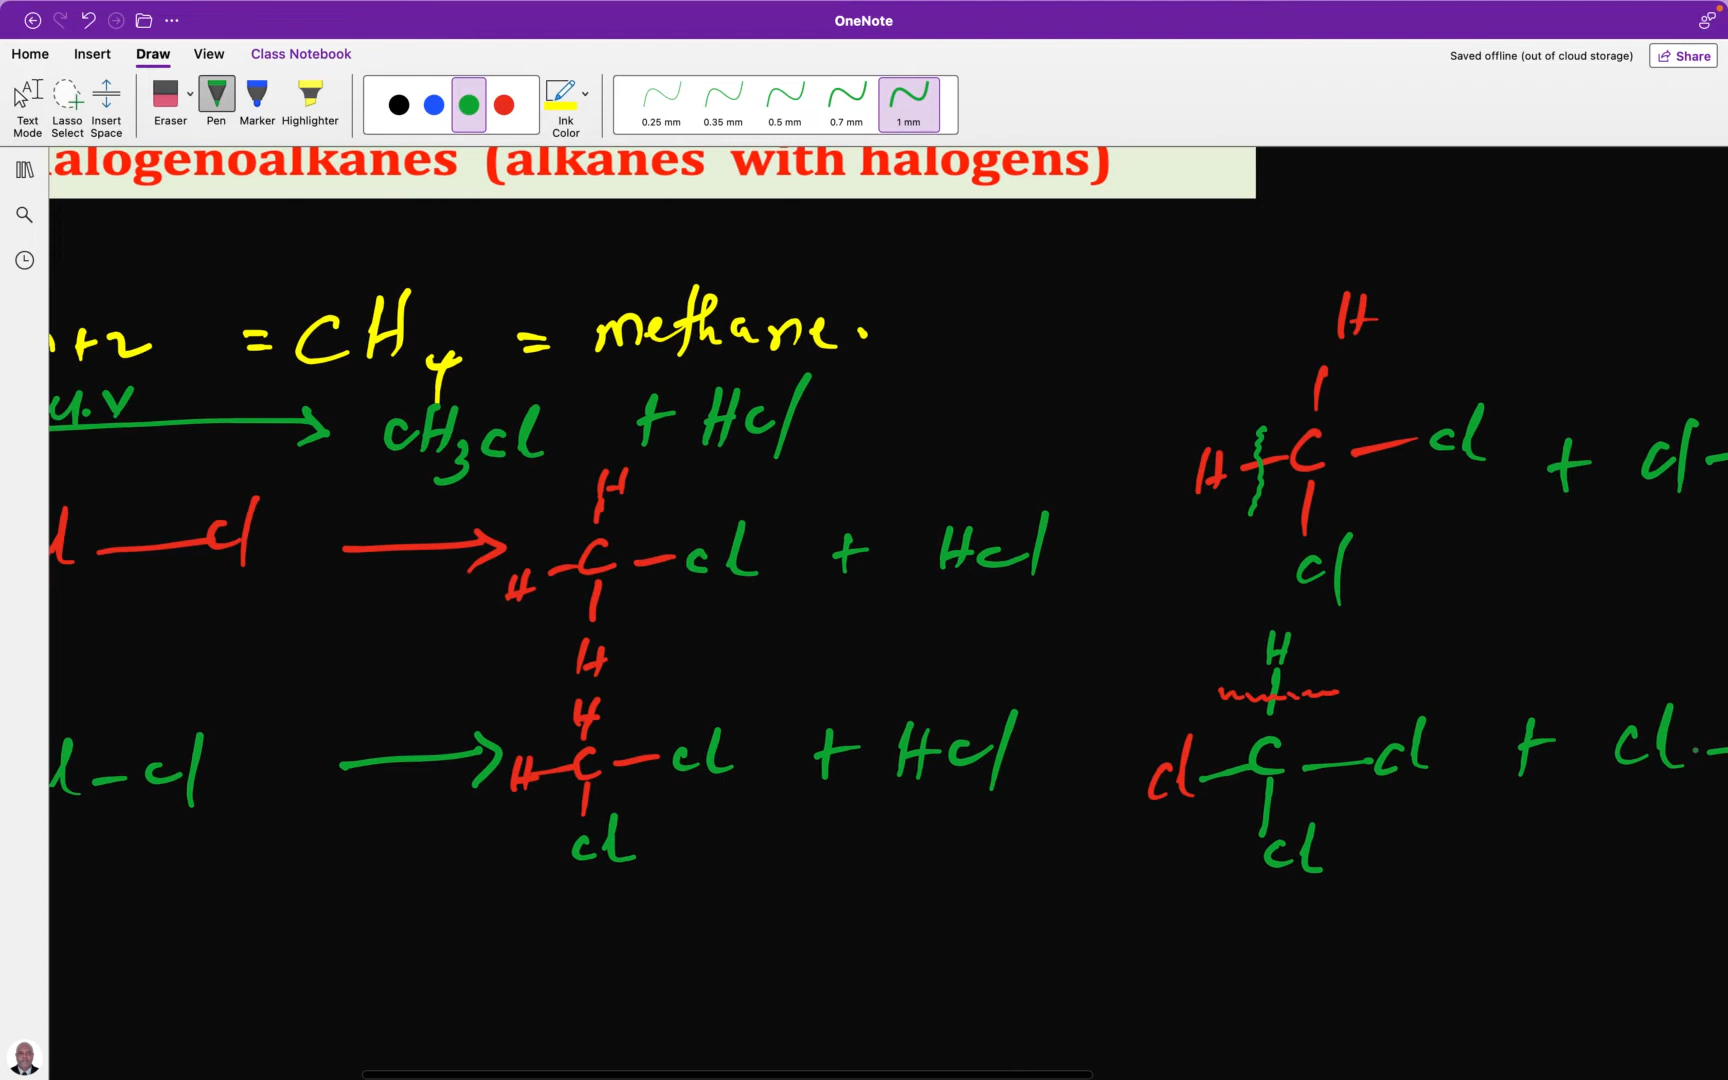 OneNote
Home Insert Draw View Class Notebook
Saved offline (out of cloud storage) Share
Text Mode Lasso Select Insert Space Eraser Pen Marker Highlighter Ink Color 0.25 mm 0.35 mm 0.5 mm 0.7 mm 1 mm
alogenoalkanes (alkanes with halogens)
+2 = CH4 = methane.
u.v
CH3Cl + HCl
H
H
C Cl + Cl
Cl
H
l — Cl → H C Cl + HCl
H
H
l - Cl → H C Cl + HCl
Cl
H
Cl C Cl + Cl
Cl